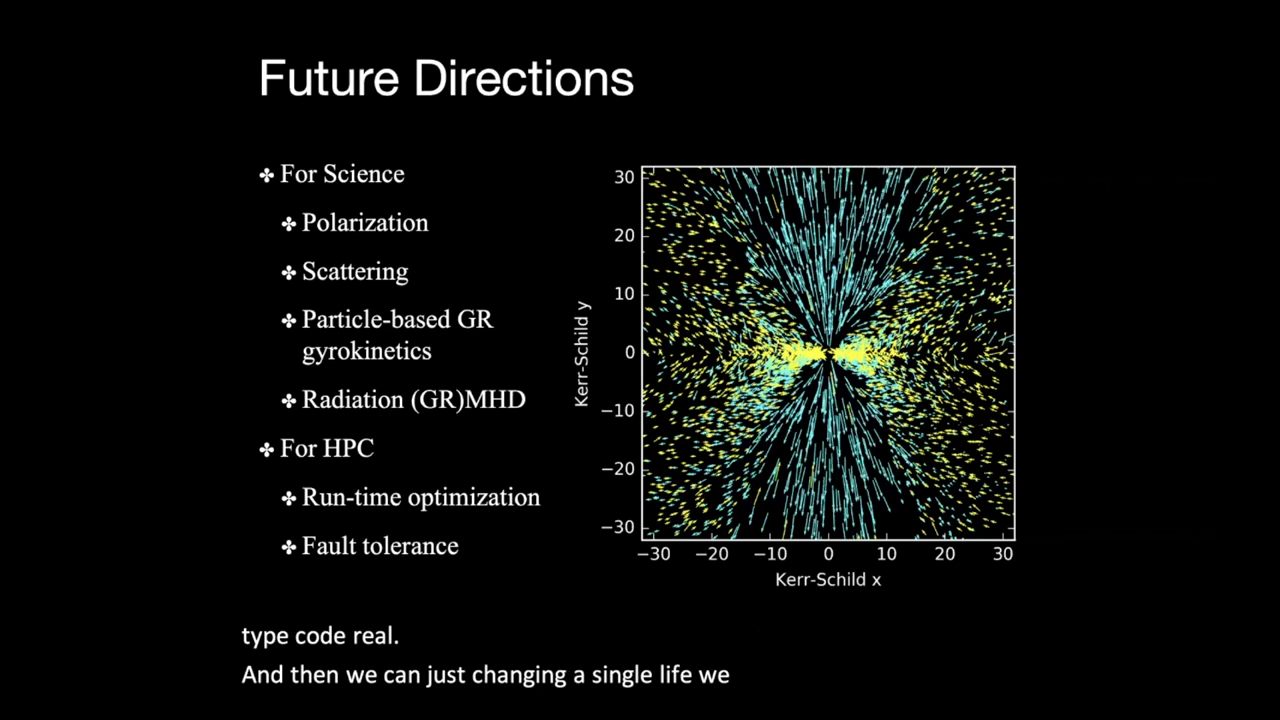 Future Directions
✤ For Science
✤ Polarization
✤ Scattering
✤ Particle-based GR
gyrokinetics
✤ Radiation (GR)MHD
✤ For HPC
✤ Run-time optimization
✤ Fault tolerance
Kerr-Schild y
30
20
10
0
−10
−20
−30
−30 −20 −10 0 10 20 30
Kerr-Schild x
type code real.
And then we can just changing a single life we